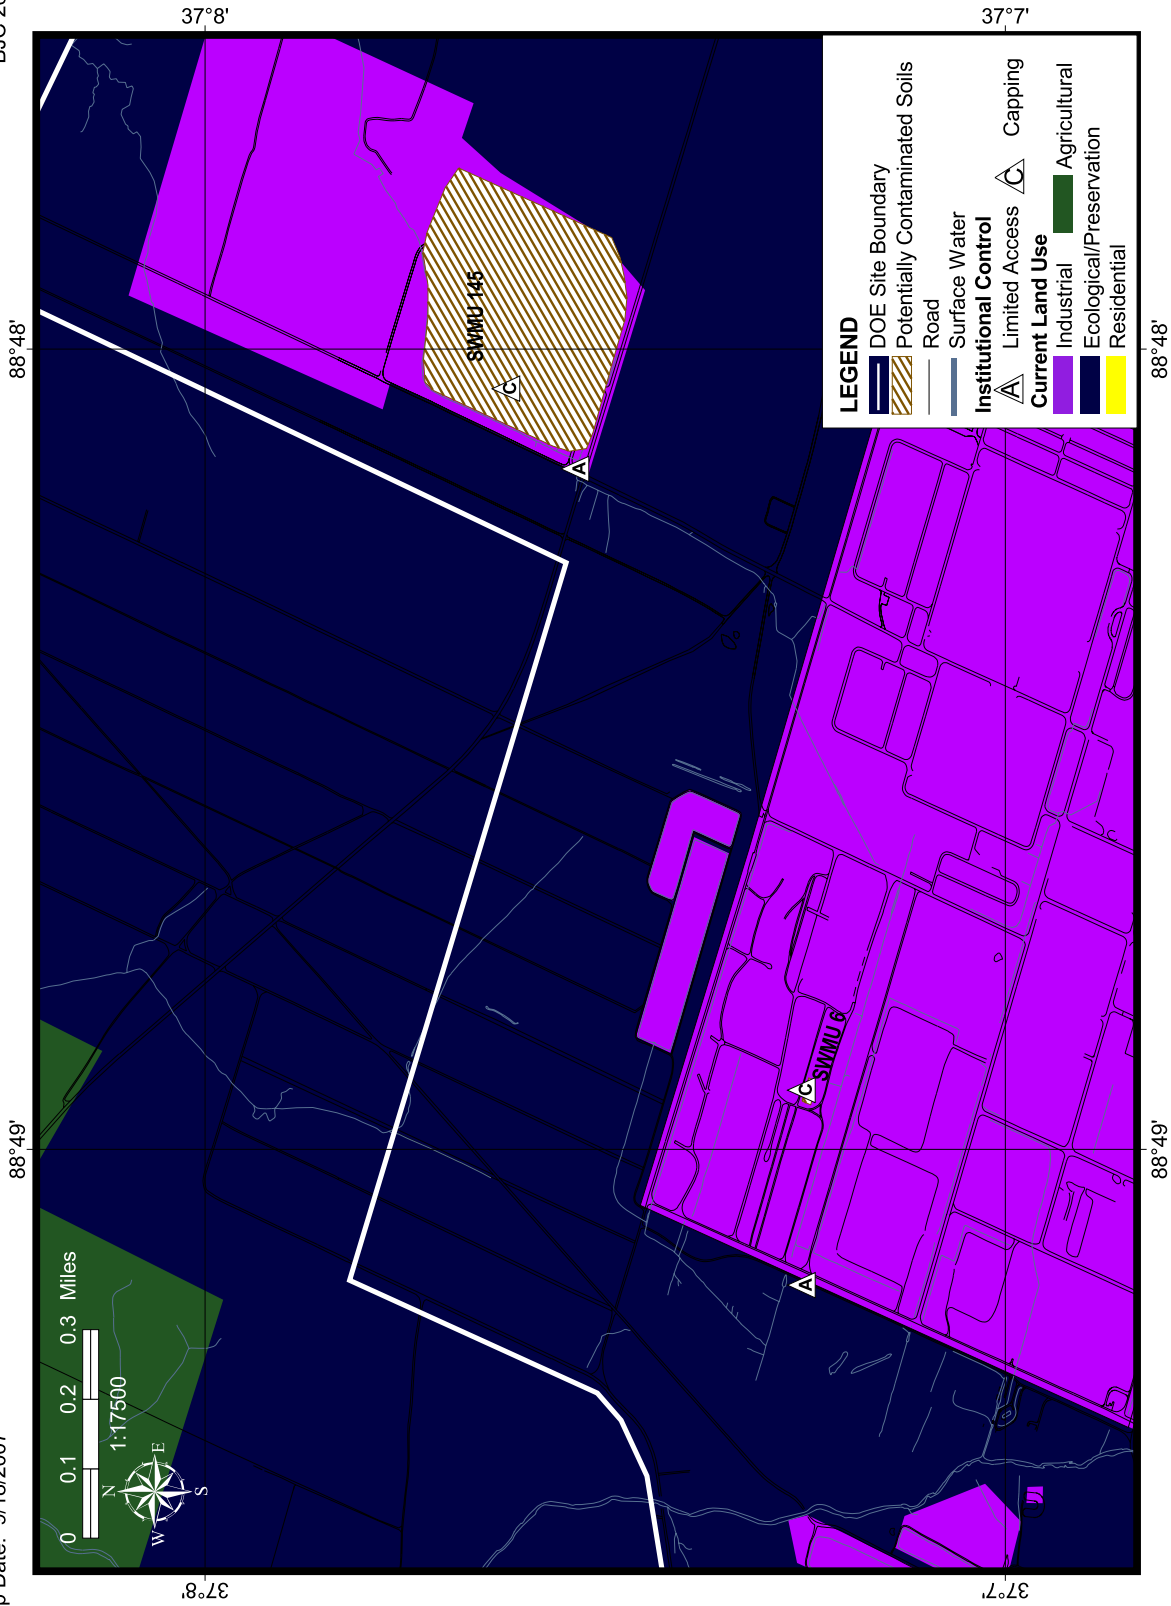 37°8'
37°7'
88°48'
88°48'
88°49'
88°49'
37°8'
37°7'
0 0.1 0.2 0.3 Miles
1:17500
N
W E
S
SWMU 145
C
A
SWMU 6
C
A
LEGEND
DOE Site Boundary
Potentially Contaminated Soils
Road
Surface Water
Institutional Control
A Limited Access C Capping
Current Land Use
Industrial Agricultural
Ecological/Preservation
Residential